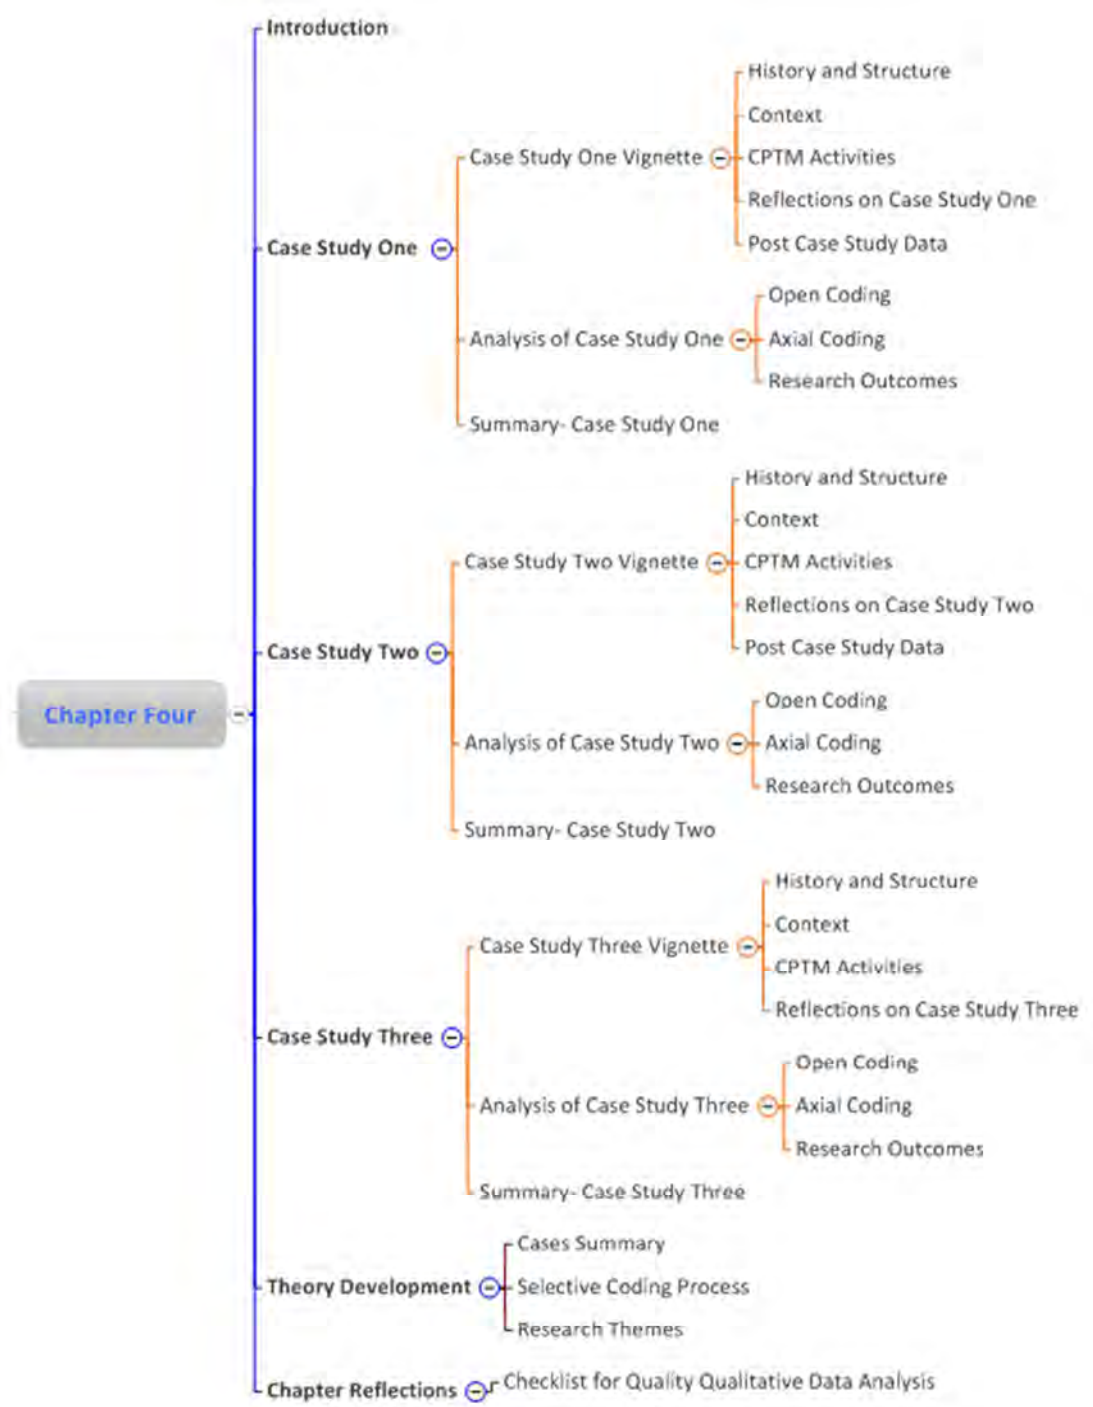 Introduction
History and Structure
Context
Case Study One Vignette
CPTM Activities
Reflections on Case Study One
Case Study One
Post Case Study Data
Open Coding
Analysis of Case Study One
Axial Coding
Research Outcomes
Summary- Case Study One
History and Structure
Context
Case Study Two Vignette
CPTM Activities
Reflections on Case Study Two
Case Study Two
Post Case Study Data
Chapter Four
Open Coding
Analysis of Case Study Two
Axial Coding
Research Outcomes
Summary- Case Study Two
History and Structure
Context
Case Study Three Vignette
CPTM Activities
Reflections on Case Study Three
Case Study Three
Open Coding
Analysis of Case Study Three
Axial Coding
Research Outcomes
Summary- Case Study Three
Cases Summary
Theory Development
Selective Coding Process
Research Themes
Chapter Reflections
Checklist for Quality Qualitative Data Analysis